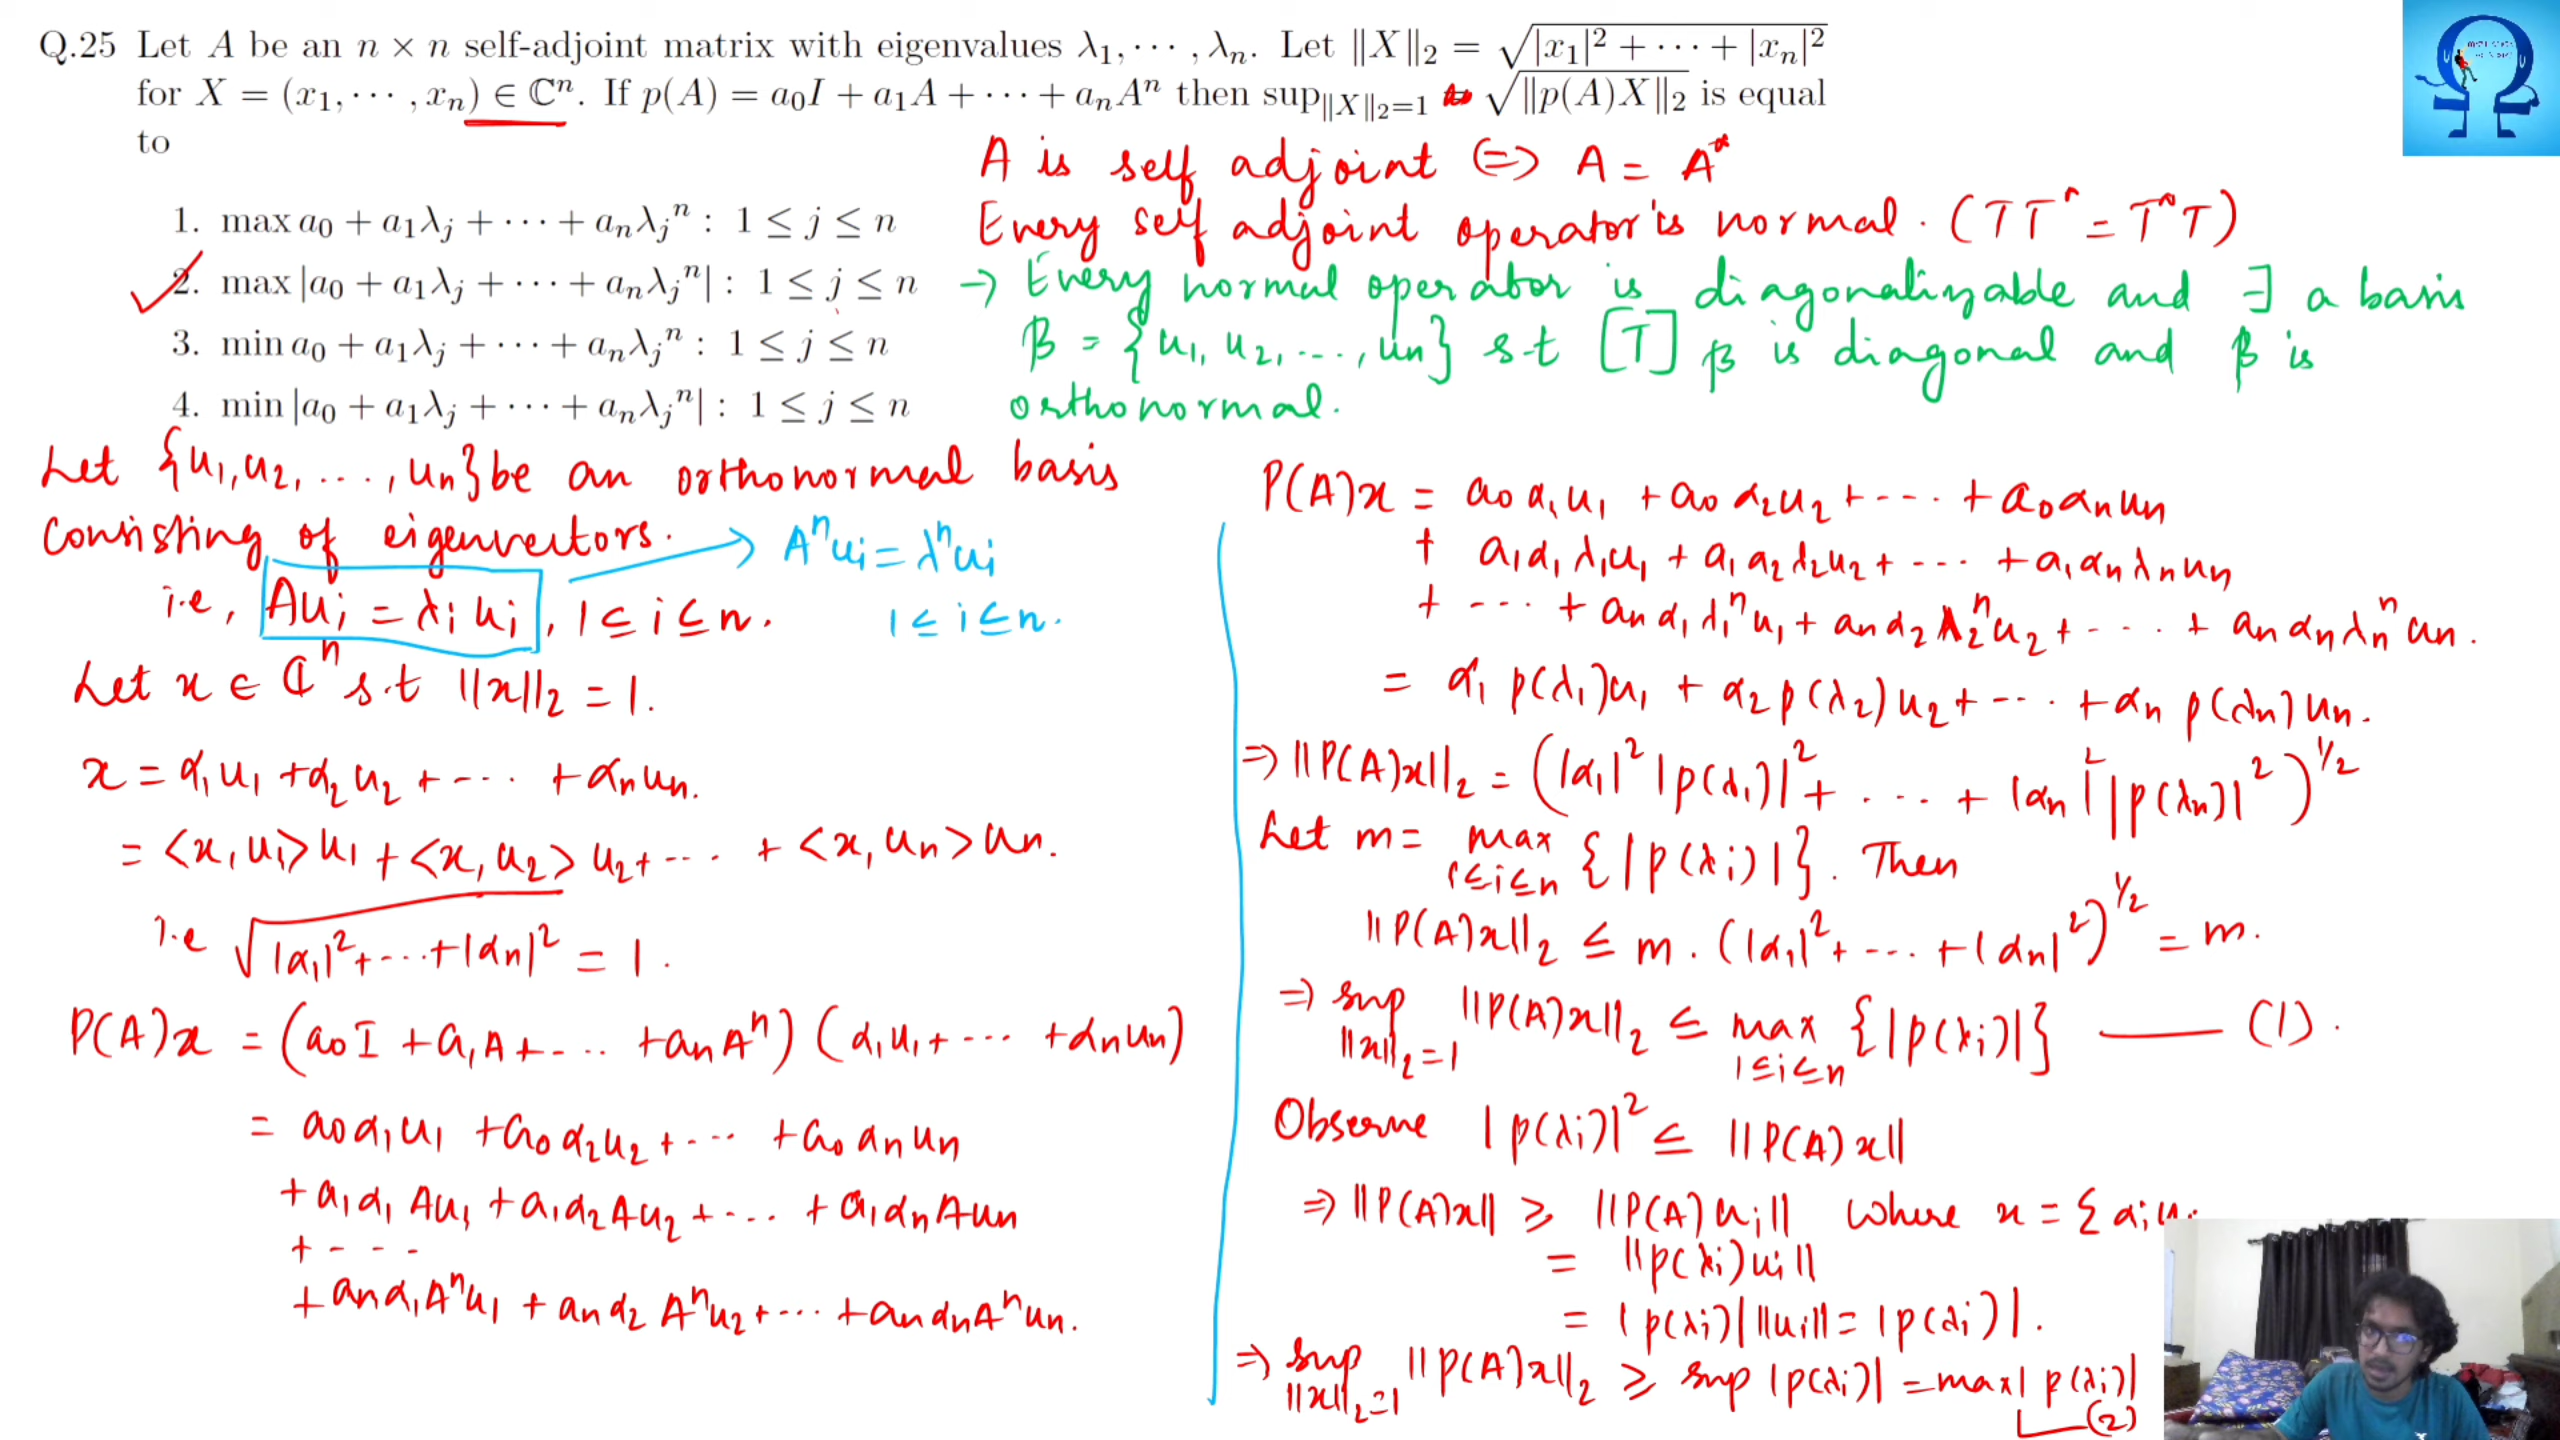 Q.25 Let A be an n × n self-adjoint matrix with eigenvalues λ₁, ⋯ , λₙ. Let ‖X‖₂ = √(|x₁|² + ⋯ + |xₙ|²)
for X = (x₁, ⋯ , xₙ) ∈ ℂⁿ. If p(A) = a₀I + a₁A + ⋯ + aₙAⁿ then sup_{‖X‖₂=1} √‖p(A)X‖₂ is equal
to
1. max a₀ + a₁λⱼ + ⋯ + aₙλⱼⁿ : 1 ≤ j ≤ n
2. max |a₀ + a₁λⱼ + ⋯ + aₙλⱼⁿ| : 1 ≤ j ≤ n
3. min a₀ + a₁λⱼ + ⋯ + aₙλⱼⁿ : 1 ≤ j ≤ n
4. min |a₀ + a₁λⱼ + ⋯ + aₙλⱼⁿ| : 1 ≤ j ≤ n
A is self adjoint ⇔ A = A*
Every self adjoint operator is normal. (TT* = T*T)
→ Every normal operator is diagonalizable and ∃ a basis
β = {u₁, u₂, ..., uₙ} s.t [T]β is diagonal and β is
orthonormal.
Let {u₁, u₂, ..., uₙ} be an orthonormal basis
consisting of eigenvectors.
→ Aⁿuᵢ = λⁿuᵢ
i.e, Auᵢ = λᵢuᵢ, 1 ≤ i ≤ n.
1 ≤ i ≤ n.
Let x ∈ ℂⁿ s.t ||x||₂ = 1.
x = α₁u₁ + α₂u₂ + ... + αₙuₙ.
= <x, u₁>u₁ + <x, u₂>u₂ + ... + <x, uₙ>uₙ.
i.e √(|α₁|² + ... + |αₙ|²) = 1.
P(A)x = (a₀I + a₁A + ... + aₙAⁿ)(α₁u₁ + ... + αₙuₙ)
= a₀α₁u₁ + a₀α₂u₂ + ... + a₀αₙuₙ
+ a₁α₁Au₁ + a₁α₂Au₂ + ... + a₁αₙAuₙ
+ - - -
+ aₙα₁Aⁿu₁ + aₙα₂Aⁿu₂ + ... + aₙαₙAⁿuₙ.
P(A)x = a₀α₁u₁ + a₀α₂u₂ + ... + a₀αₙuₙ
+ a₁α₁λ₁u₁ + a₁a₂λ₂u₂ + ... + a₁αₙλₙuₙ
+ ... + aₙα₁λ₁ⁿu₁ + aₙα₂λ₂ⁿu₂ + ... + aₙαₙλₙⁿuₙ.
= α₁p(λ₁)u₁ + α₂p(λ₂)u₂ + ... + αₙp(λₙ)uₙ.
⇒ ||P(A)x||₂ = (|α₁|²|p(λ₁)|² + ... + |αₙ|²|p(λₙ)|²)^½
Let m = max_{1≤i≤n} {|p(λᵢ)|}. Then
||P(A)x||₂ ≤ m . (|α₁|² + ... + |αₙ|²)^½ = m.
⇒ sup_{||x||₂=1} ||P(A)x||₂ ≤ max_{1≤i≤n} {|p(λᵢ)|} —— (1).
Observe |p(λᵢ)|² ≤ ||P(A)x||
⇒ ||P(A)x|| ≥ ||P(A)uᵢ|| where x = Σαᵢuᵢ
= ||p(λᵢ)uᵢ||
= |p(λᵢ)| ||uᵢ|| = |p(λᵢ)|.
⇒ sup_{||x||₂=1} ||P(A)x||₂ ≥ sup |p(λᵢ)| = max |p(λᵢ)|
(2)